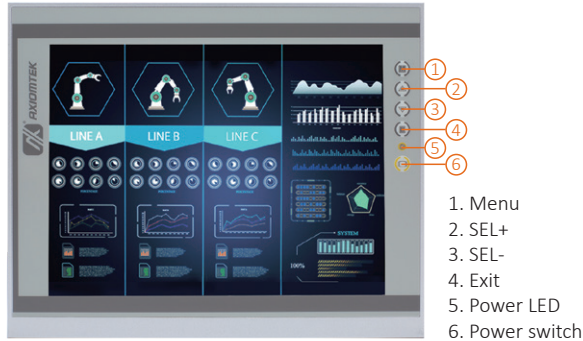 AXIOMTEK
LINE A
LINE B
LINE C
SYSTEM
100%
1
2
3
4
5
6
1. Menu
2. SEL+
3. SEL-
4. Exit
5. Power LED
6. Power switch